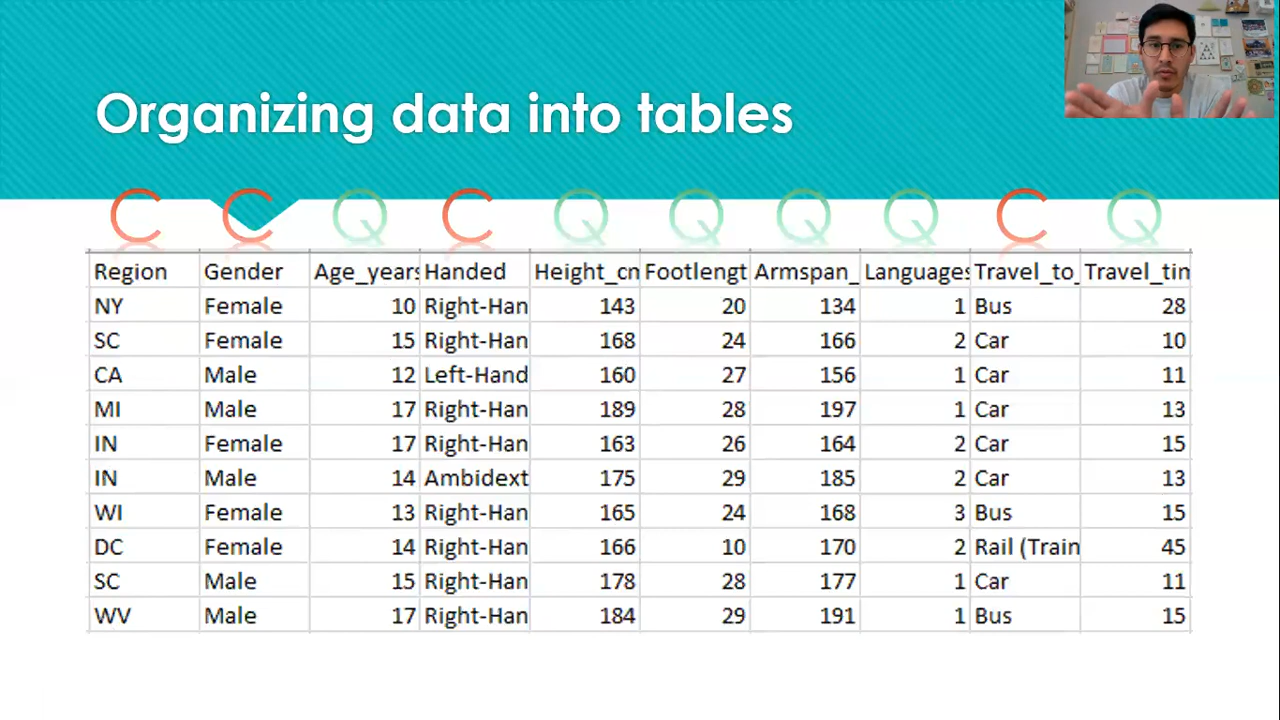 Organizing data into tables
C C Q C Q Q Q Q C Q
Region Gender Age_years Handed Height_cm Footlengt Armspan_ Languages Travel_to_ Travel_tim
NY Female 10 Right-Han 143 20 134 1 Bus 28
SC Female 15 Right-Han 168 24 166 2 Car 10
CA Male 12 Left-Hand 160 27 156 1 Car 11
MI Male 17 Right-Han 189 28 197 1 Car 13
IN Female 17 Right-Han 163 26 164 2 Car 15
IN Male 14 Ambidext 175 29 185 2 Car 13
WI Female 13 Right-Han 165 24 168 3 Bus 15
DC Female 14 Right-Han 166 10 170 2 Rail (Train 45
SC Male 15 Right-Han 178 28 177 1 Car 11
WV Male 17 Right-Han 184 29 191 1 Bus 15